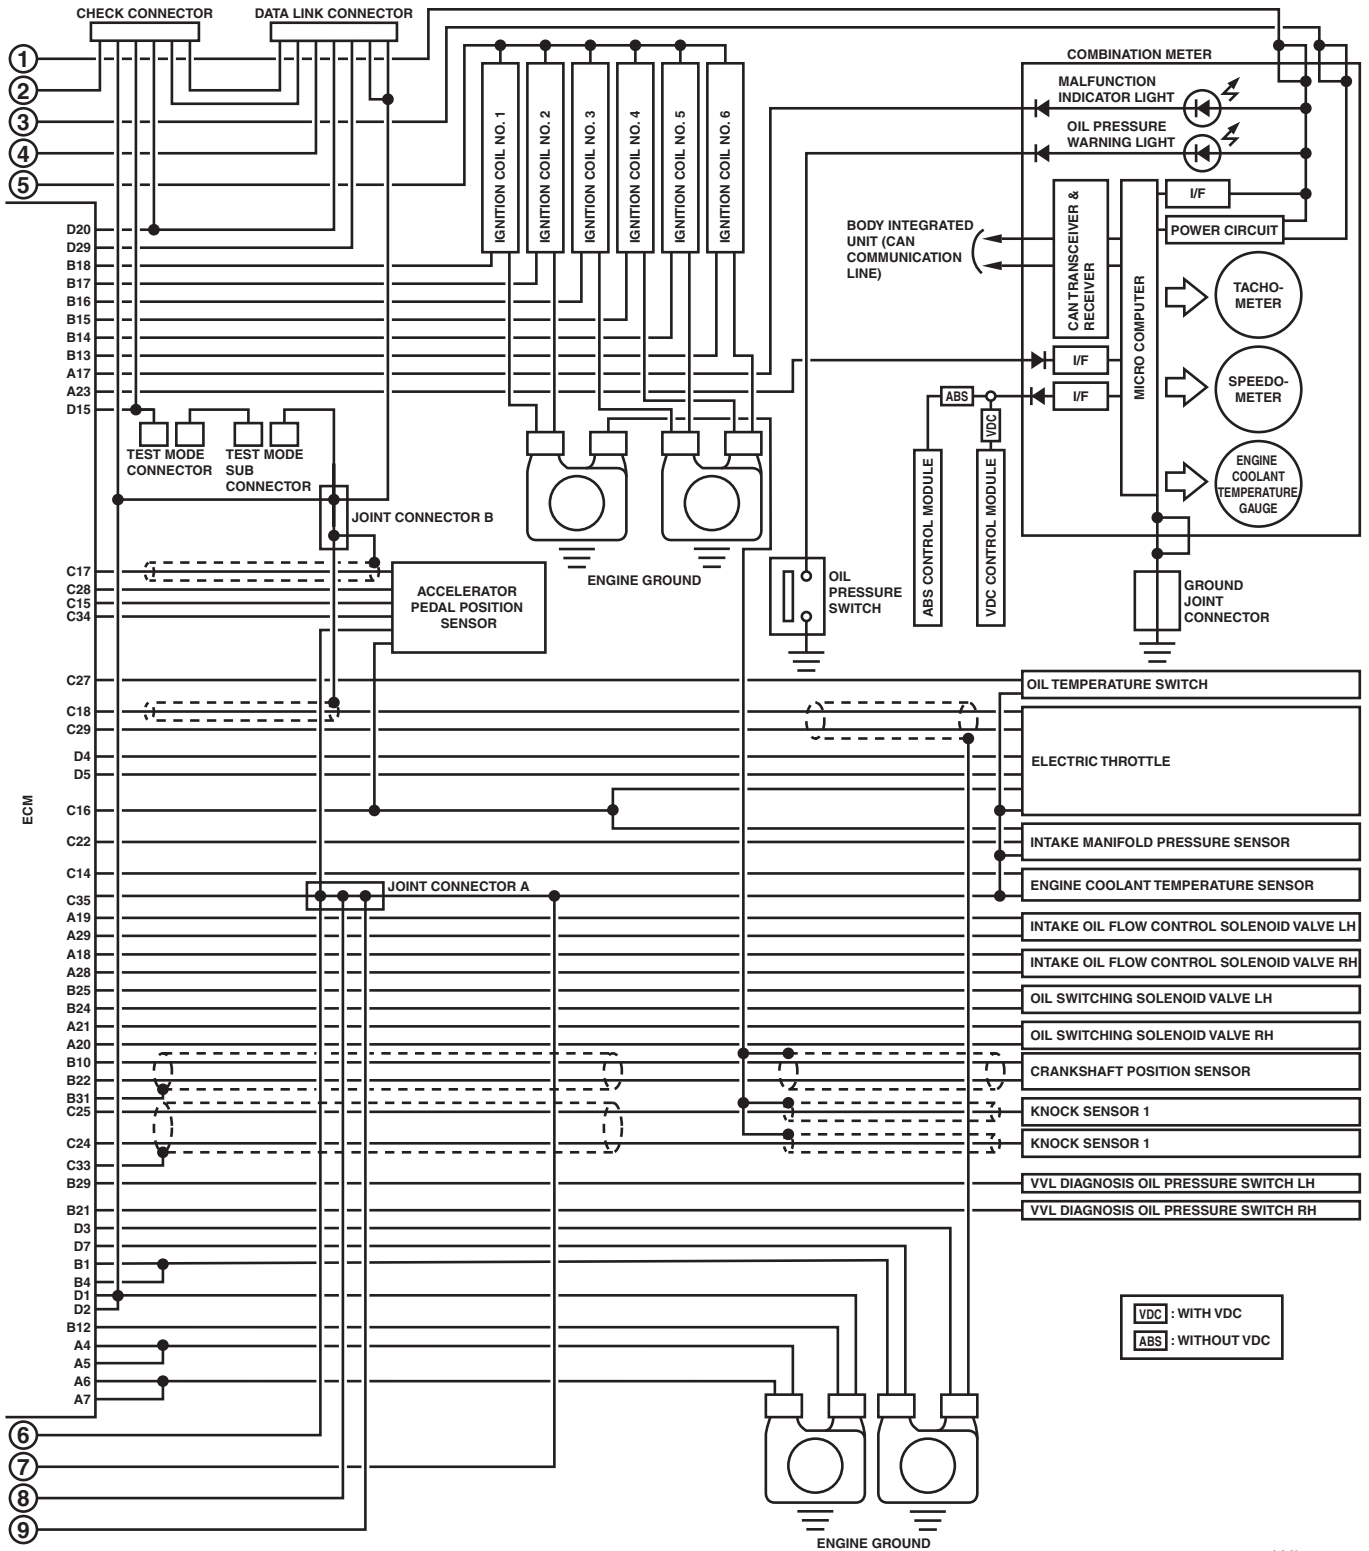 CHECK CONNECTOR
DATA LINK CONNECTOR
1
2
3
4
5
IGNITION COIL NO. 1
IGNITION COIL NO. 2
IGNITION COIL NO. 3
IGNITION COIL NO. 4
IGNITION COIL NO. 5
IGNITION COIL NO. 6
COMBINATION METER
MALFUNCTION
INDICATOR LIGHT
OIL PRESSURE
WARNING LIGHT
I/F
POWER CIRCUIT
BODY INTEGRATED
UNIT (CAN
COMMUNICATION
LINE)
CAN TRANSCEIVER &
RECEIVER
MICRO COMPUTER
TACHO-
METER
I/F
I/F
SPEEDO-
METER
ENGINE
COOLANT
TEMPERATURE
GAUGE
ABS
VDC
ABS CONTROL MODULE
VDC CONTROL MODULE
D20
D29
B18
B17
B16
B15
B14
B13
A17
A23
D15
TEST MODE
CONNECTOR
TEST MODE
SUB
CONNECTOR
JOINT CONNECTOR B
ENGINE GROUND
OIL
PRESSURE
SWITCH
GROUND
JOINT
CONNECTOR
C17
C28
C15
C34
ACCELERATOR
PEDAL POSITION
SENSOR
C27
C18
C29
D4
D5
C16
C22
C14
C35
A19
A29
A18
A28
B25
B24
A21
A20
B10
B22
B31
C25
C24
C33
B29
B21
D3
D7
B1
B4
D1
D2
B12
A4
A5
A6
A7
ECM
JOINT CONNECTOR A
OIL TEMPERATURE SWITCH
ELECTRIC THROTTLE
INTAKE MANIFOLD PRESSURE SENSOR
ENGINE COOLANT TEMPERATURE SENSOR
INTAKE OIL FLOW CONTROL SOLENOID VALVE LH
INTAKE OIL FLOW CONTROL SOLENOID VALVE RH
OIL SWITCHING SOLENOID VALVE LH
OIL SWITCHING SOLENOID VALVE RH
CRANKSHAFT POSITION SENSOR
KNOCK SENSOR 1
KNOCK SENSOR 1
VVL DIAGNOSIS OIL PRESSURE SWITCH LH
VVL DIAGNOSIS OIL PRESSURE SWITCH RH
VDC : WITH VDC
ABS : WITHOUT VDC
6
7
8
9
ENGINE GROUND